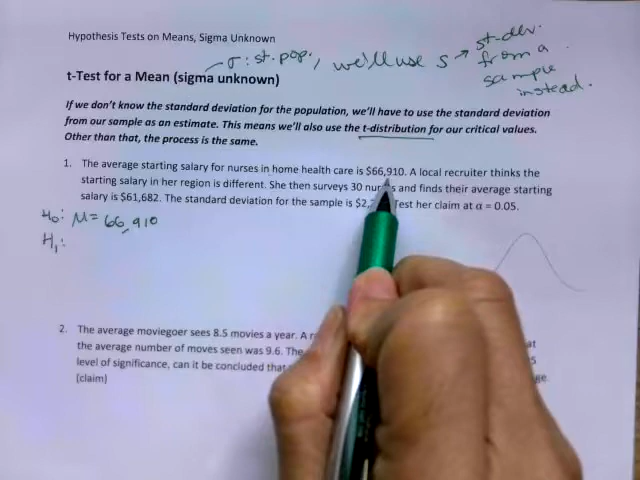 Hypothesis Tests on Means, Sigma Unknown
σ: st. pop., we'll use s → st-dev. from a sample instead.
t-Test for a Mean (sigma unknown)
If we don't know the standard deviation for the population, we'll have to use the standard deviation
from our sample as an estimate. This means we'll also use the t-distribution for our critical values.
Other than that, the process is the same.
1. The average starting salary for nurses in home health care is $66,910. A local recruiter thinks the
starting salary in her region is different. She then surveys 30 and finds their average starting
salary is $61,682. The standard deviation for the sample is $2, est her claim at α = 0.05.
H₀: μ = 66,910
H₁:
2. The average moviegoer sees 8.5 movies a year. A at
the average number of moves seen was 9.6. The 5
level of significance, can it be concluded that ge.
(claim)